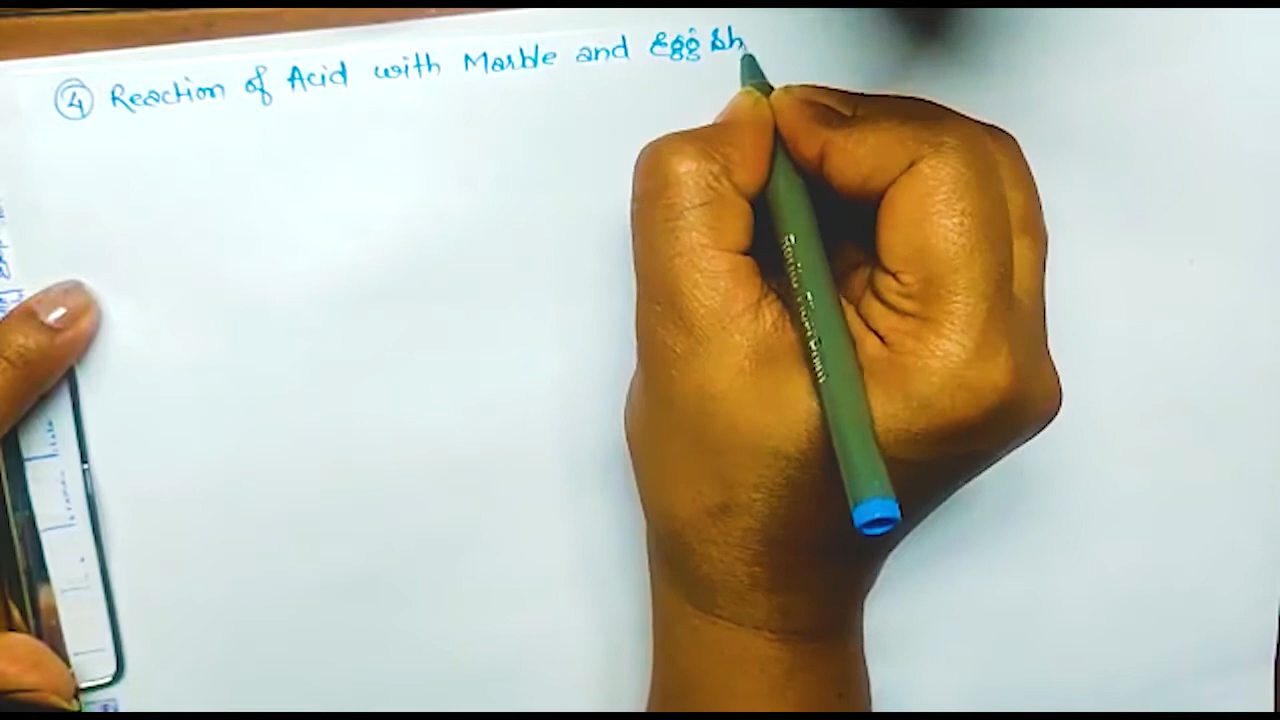 ④ Reaction of Acid with Marble and Egg sh